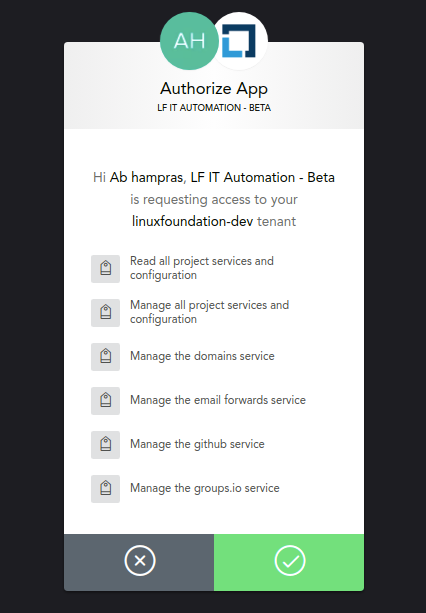 AH
Authorize App
LF IT AUTOMATION - BETA
Hi Ab hampras, LF IT Automation - Beta
is requesting access to your
linuxfoundation-dev tenant
Read all project services and
configuration
Manage all project services and
configuration
Manage the domains service
Manage the email forwards service
Manage the github service
Manage the groups.io service